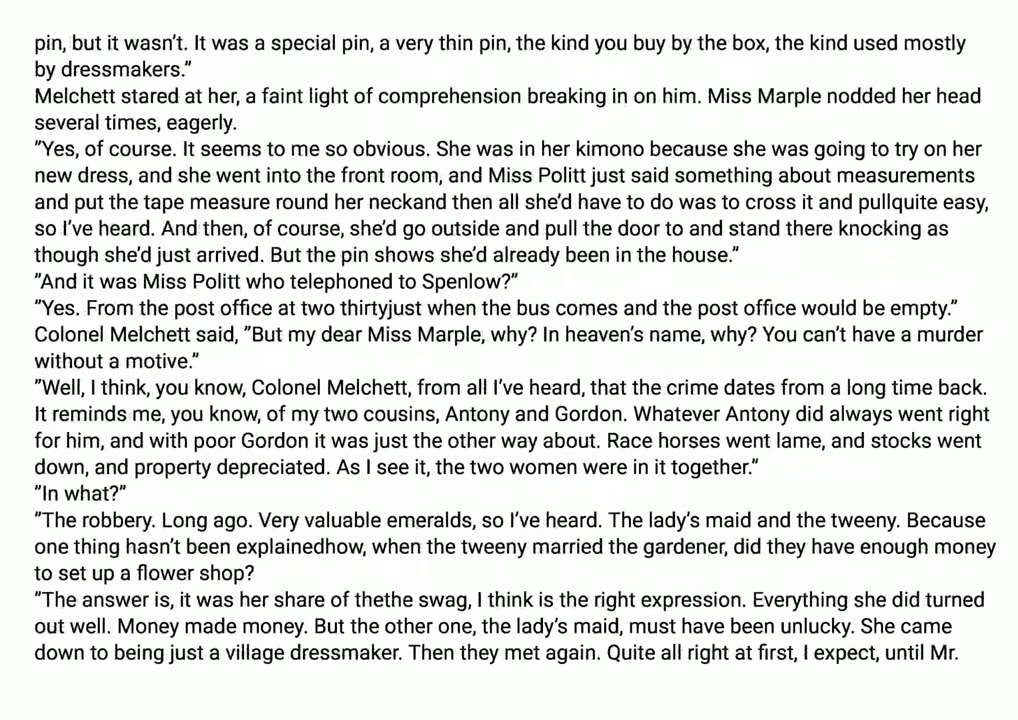 pin, but it wasn’t. It was a special pin, a very thin pin, the kind you buy by the box, the kind used mostly
by dressmakers.”
Melchett stared at her, a faint light of comprehension breaking in on him. Miss Marple nodded her head
several times, eagerly.
”Yes, of course. It seems to me so obvious. She was in her kimono because she was going to try on her
new dress, and she went into the front room, and Miss Politt just said something about measurements
and put the tape measure round her neckand then all she’d have to do was to cross it and pullquite easy,
so I’ve heard. And then, of course, she’d go outside and pull the door to and stand there knocking as
though she’d just arrived. But the pin shows she’d already been in the house.”
”And it was Miss Politt who telephoned to Spenlow?”
”Yes. From the post office at two thirtyjust when the bus comes and the post office would be empty.”
Colonel Melchett said, ”But my dear Miss Marple, why? In heaven’s name, why? You can’t have a murder
without a motive.”
”Well, I think, you know, Colonel Melchett, from all I’ve heard, that the crime dates from a long time back.
It reminds me, you know, of my two cousins, Antony and Gordon. Whatever Antony did always went right
for him, and with poor Gordon it was just the other way about. Race horses went lame, and stocks went
down, and property depreciated. As I see it, the two women were in it together.”
”In what?”
”The robbery. Long ago. Very valuable emeralds, so I’ve heard. The lady’s maid and the tweeny. Because
one thing hasn’t been explainedhow, when the tweeny married the gardener, did they have enough money
to set up a flower shop?
”The answer is, it was her share of thethe swag, I think is the right expression. Everything she did turned
out well. Money made money. But the other one, the lady’s maid, must have been unlucky. She came
down to being just a village dressmaker. Then they met again. Quite all right at first, I expect, until Mr.